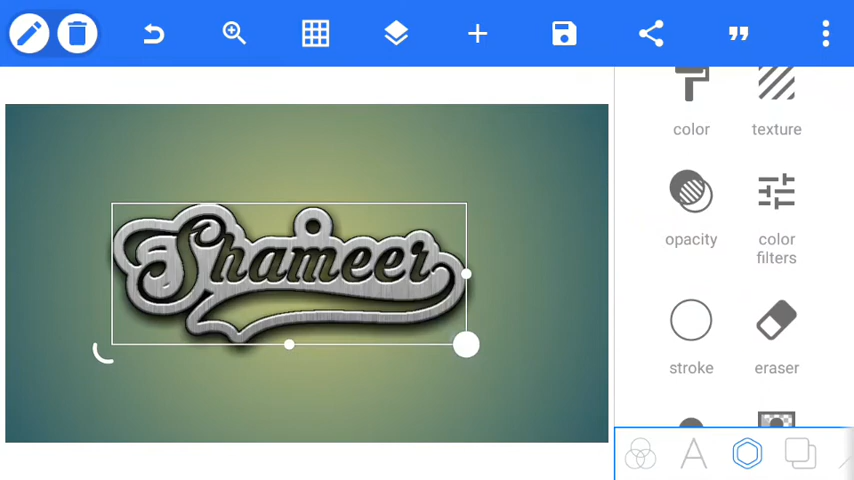 color texture
Shameer
opacity color filters
stroke eraser